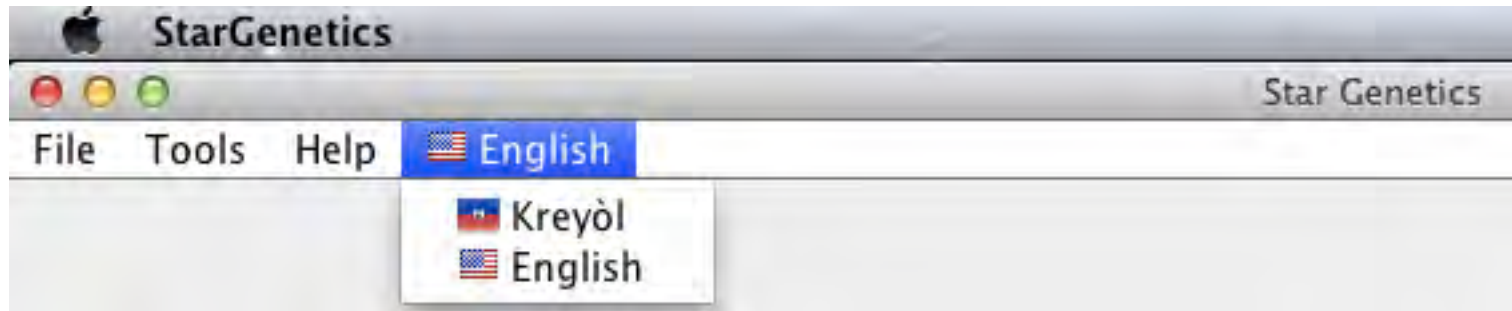 StarGenetics
Star Genetics
File Tools Help English
Kreyòl
English